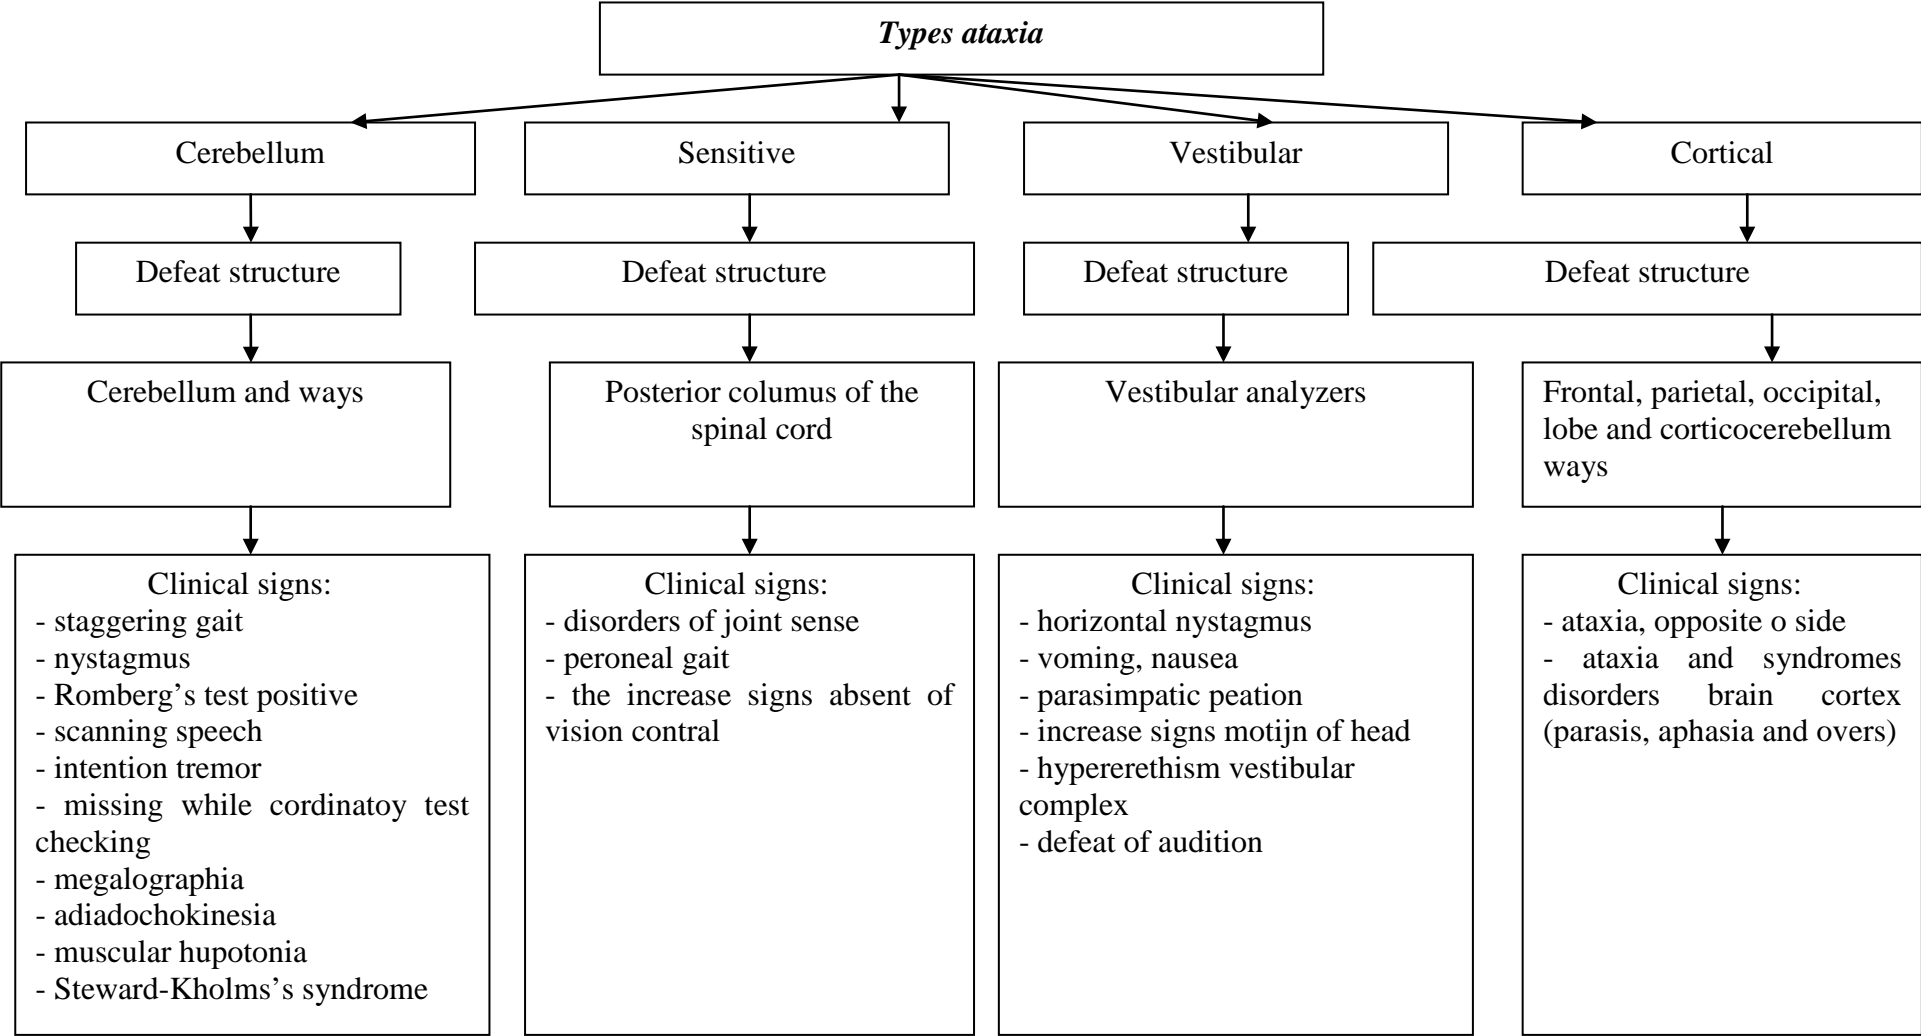 Types ataxia
Cerebellum
Sensitive
Vestibular
Cortical
Defeat structure
Defeat structure
Defeat structure
Defeat structure
Cerebellum and ways
Posterior columus of the
spinal cord
Vestibular analyzers
Frontal, parietal, occipital,
lobe and corticocerebellum
ways
Clinical signs:
- staggering gait
- nystagmus
- Romberg’s test positive
- scanning speech
- intention tremor
- missing while cordinatoy test
checking
- megalographia
- adiadochokinesia
- muscular hupotonia
- Steward-Kholms’s syndrome
Clinical signs:
- disorders of joint sense
- peroneal gait
- the increase signs absent of
vision contral
Clinical signs:
- horizontal nystagmus
- voming, nausea
- parasimpatic peation
- increase signs motijn of head
- hypererethism vestibular
complex
- defeat of audition
Clinical signs:
- ataxia, opposite o side
- ataxia and syndromes
disorders brain cortex
(parasis, aphasia and overs)